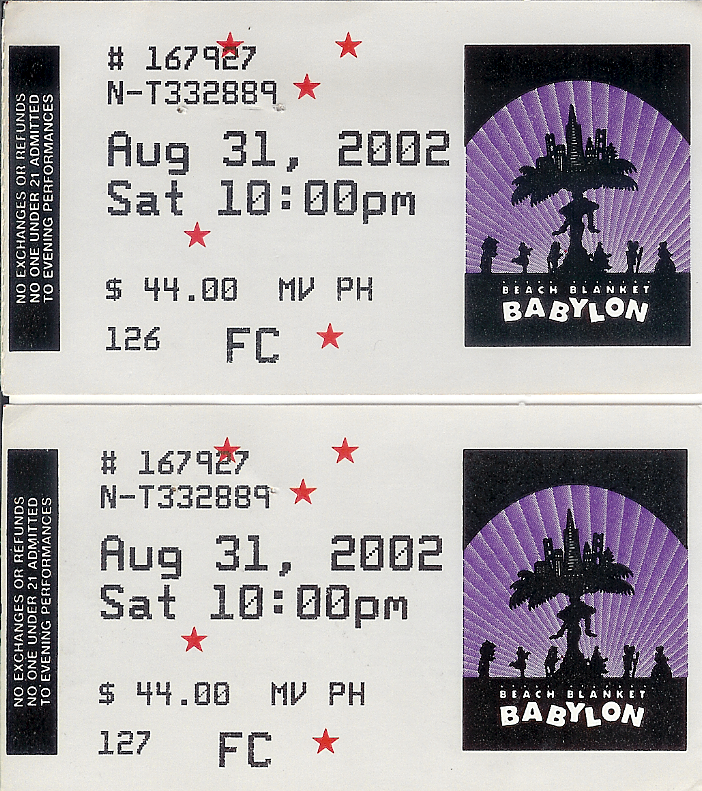 NO EXCHANGES OR REFUNDS
NO ONE UNDER 21 ADMITTED
TO EVENING PERFORMANCES
# 167927
N-T332889
Aug 31, 2002
Sat 10:00pm
$ 44.00 MV PH
126 FC
BEACH BLANKET
BABYLON
NO EXCHANGES OR REFUNDS
NO ONE UNDER 21 ADMITTED
TO EVENING PERFORMANCES
# 167927
N-T332889
Aug 31, 2002
Sat 10:00pm
$ 44.00 MV PH
127 FC
BEACH BLANKET
BABYLON